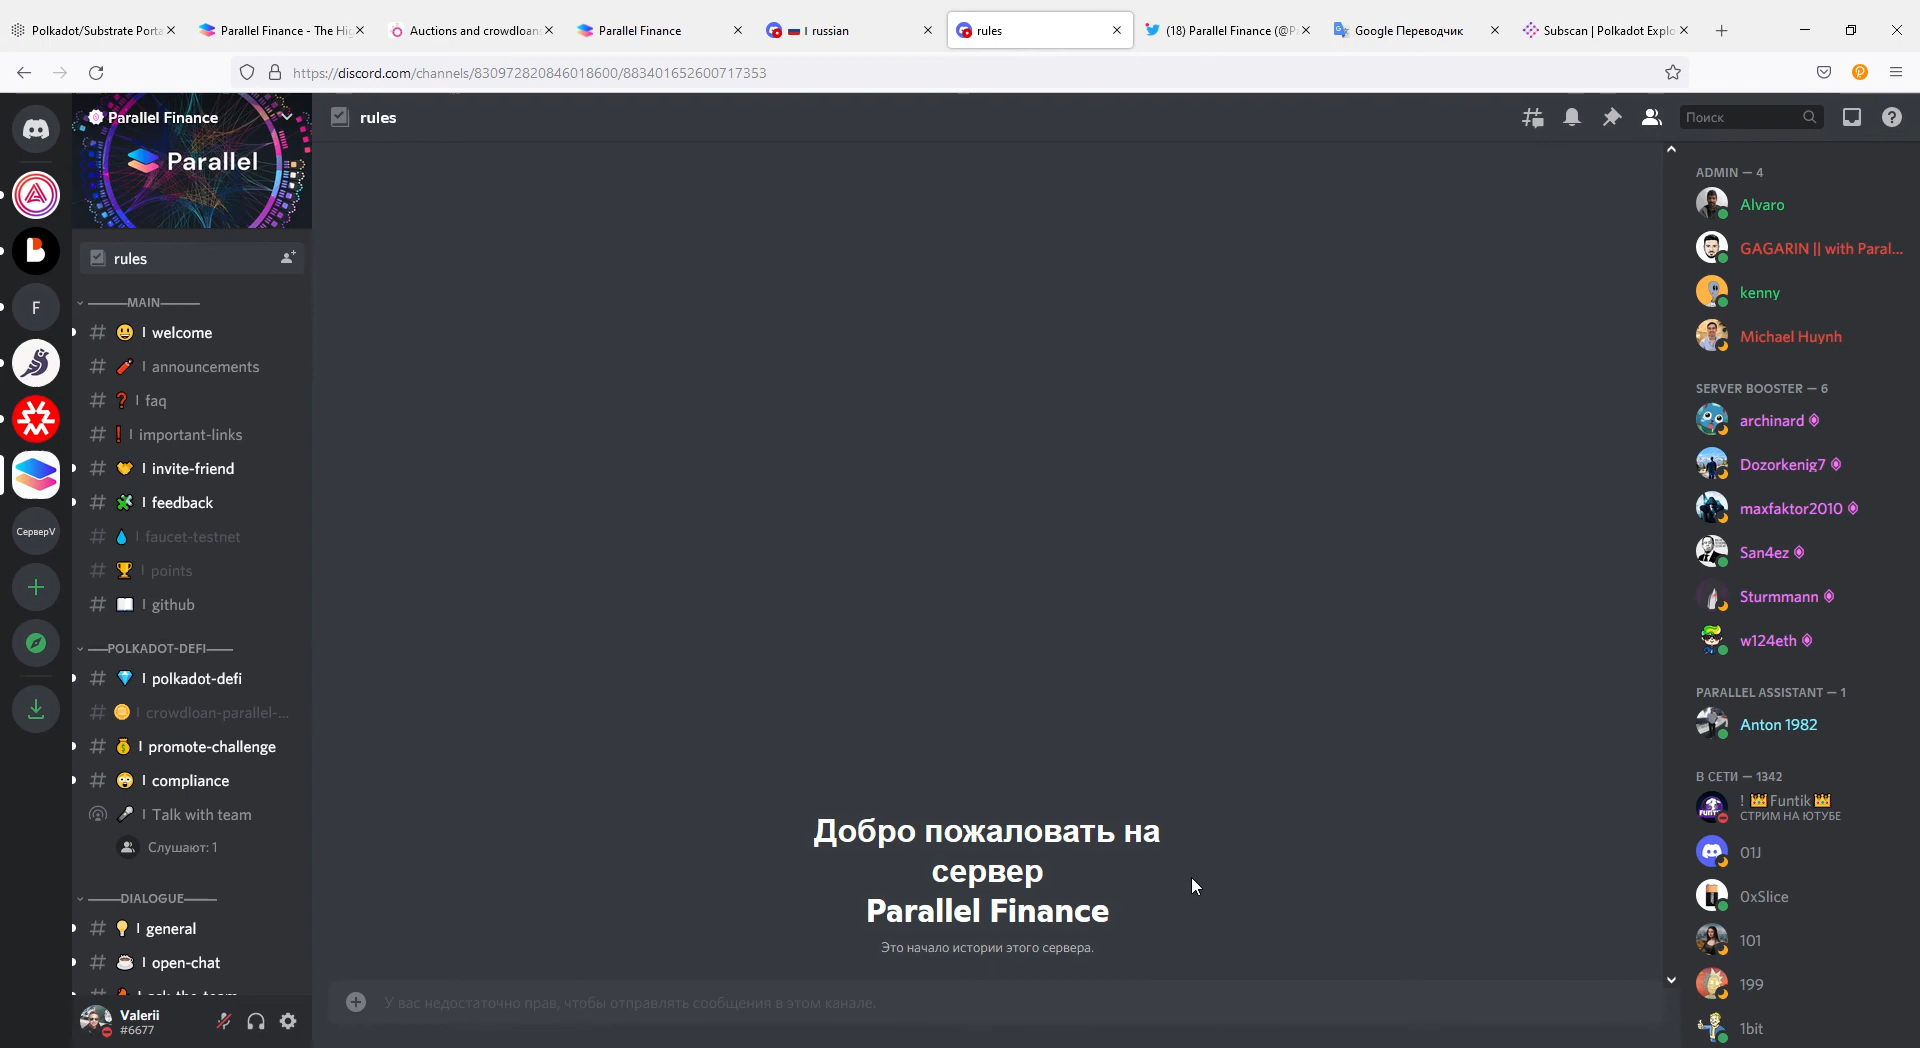 Polkadot/Substrate Porta
Parallel Finance - The Hig
Auctions and crowdloan
Parallel Finance
I russian
rules
(18) Parallel Finance (@P
Google Переводчик
Subscan | Polkadot Explo
https://discord.com/channels/830972820846018600/883401652600717353
Parallel Finance
Parallel
rules
rules
Поиск
F
СерверV
MAIN
I welcome
I announcements
I faq
I important-links
I invite-friend
I feedback
I faucet-testnet
I points
I github
POLKADOT-DEFI
I polkadot-defi
I crowdloan-parallel-...
I promote-challenge
I compliance
I Talk with team
Слушают: 1
DIALOGUE
I general
I open-chat
Valerii
#6677
Добро пожаловать на
сервер
Parallel Finance
Это начало истории этого сервера.
У вас недостаточно прав, чтобы отправлять сообщения в этом канале.
ADMIN — 4
Alvaro
GAGARIN || with Paral...
kenny
Michael Huynh
SERVER BOOSTER — 6
archinard
Dozorkenig7
maxfaktor2010
San4ez
Sturmmann
w124eth
PARALLEL ASSISTANT — 1
Anton 1982
В СЕТИ — 1342
! Funtik
СТРИМ НА ЮТУБЕ
01J
0xSlice
101
199
1bit